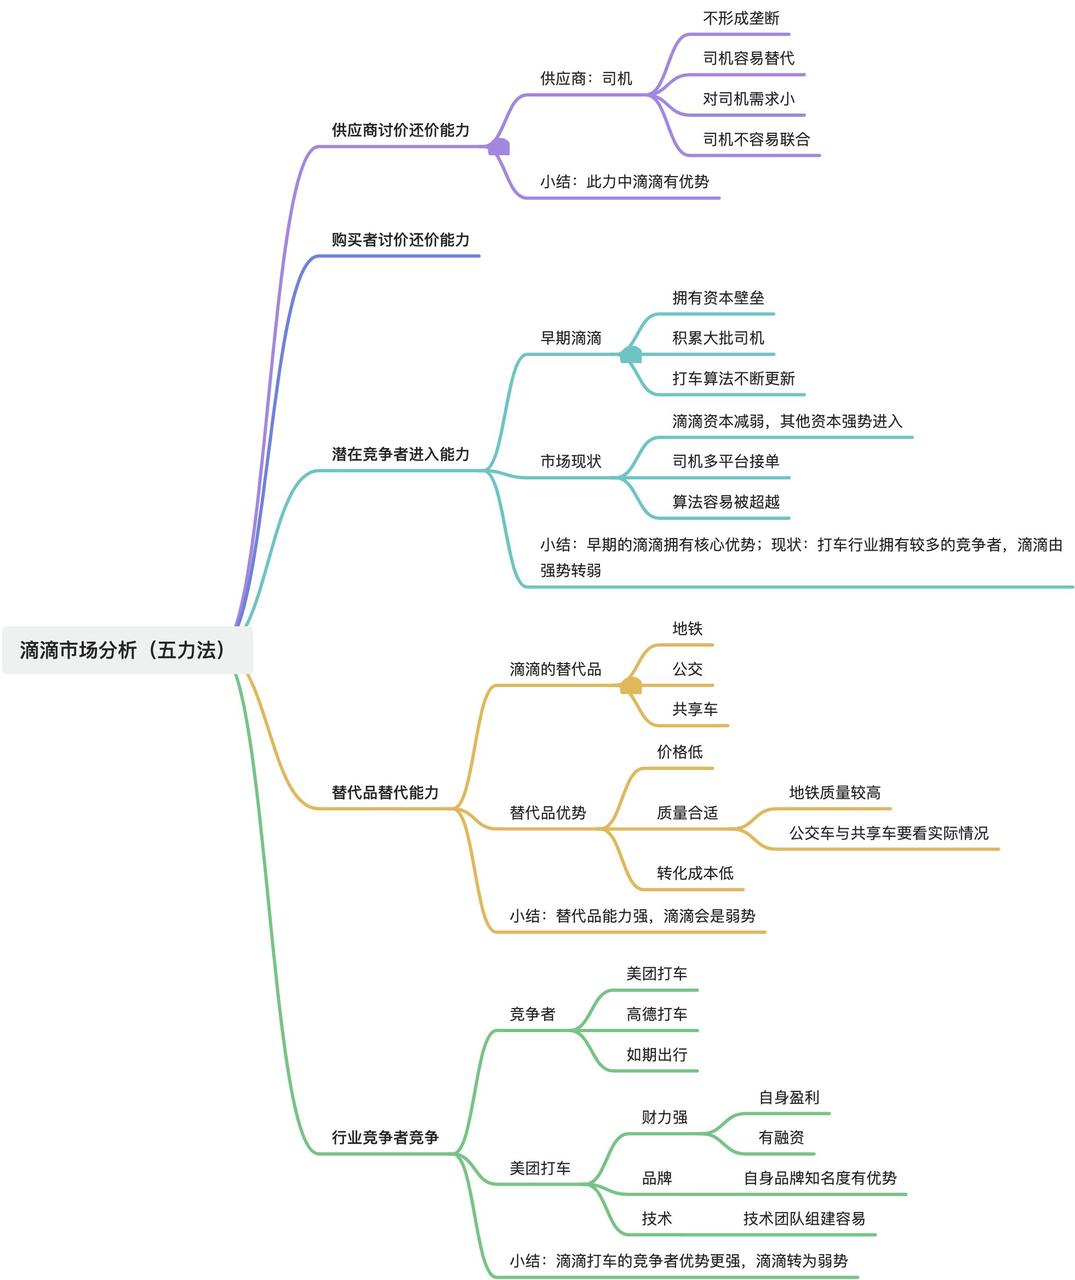 滴滴市场分析（五力法）
供应商讨价还价能力
供应商：司机
不形成垄断
司机容易替代
对司机需求小
司机不容易联合
小结：此力中滴滴有优势
购买者讨价还价能力
潜在竞争者进入能力
早期滴滴
拥有资本壁垒
积累大批司机
打车算法不断更新
市场现状
滴滴资本减弱，其他资本强势进入
司机多平台接单
算法容易被超越
小结：早期的滴滴拥有核心优势；现状：打车行业拥有较多的竞争者，滴滴由
强势转弱
替代品替代能力
滴滴的替代品
地铁
公交
共享车
替代品优势
价格低
质量合适
地铁质量较高
公交车与共享车要看实际情况
转化成本低
小结：替代品能力强，滴滴会是弱势
行业竞争者竞争
竞争者
美团打车
高德打车
如期出行
美团打车
财力强
自身盈利
有融资
品牌
自身品牌知名度有优势
技术
技术团队组建容易
小结：滴滴打车的竞争者优势更强，滴滴转为弱势